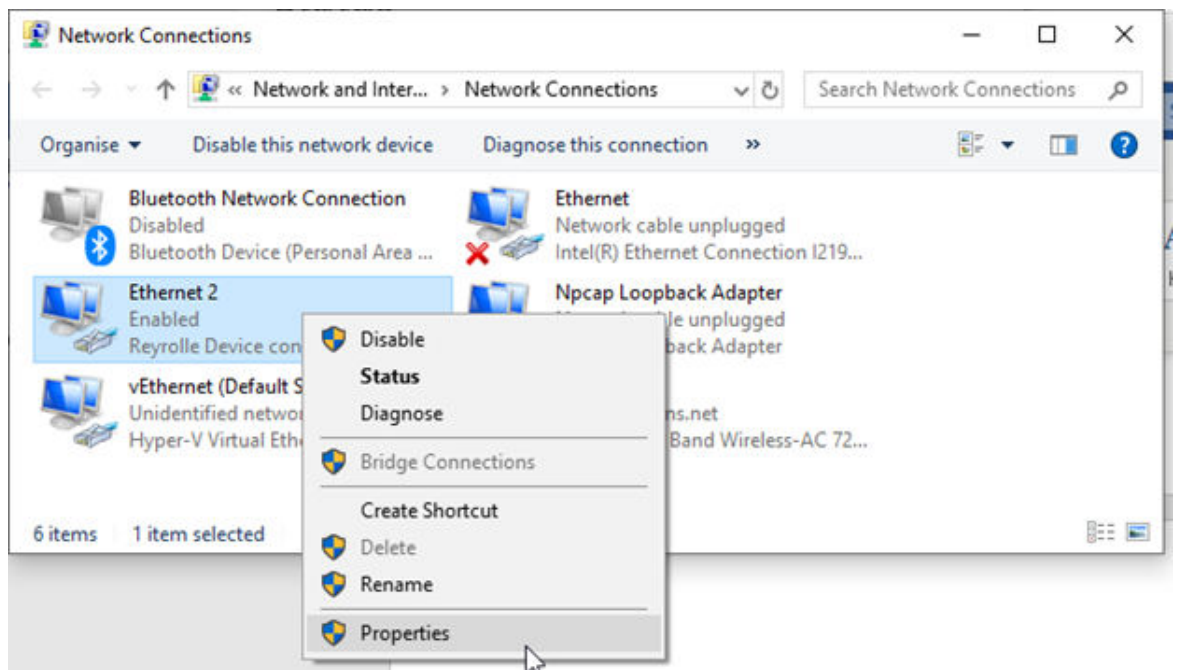 Network Connections
« Network and Inter... › Network Connections
Search Network Connections
Organise
Disable this network device
Diagnose this connection
»
Bluetooth Network Connection
Disabled
Bluetooth Device (Personal Area ...
Ethernet
Network cable unplugged
Intel(R) Ethernet Connection I219...
Ethernet 2
Enabled
Reyrolle Device con
Npcap Loopback Adapter
le unplugged
back Adapter
vEthernet (Default S
Unidentified networ
Hyper-V Virtual Eth
ns.net
Band Wireless-AC 72...
Disable
Status
Diagnose
Bridge Connections
Create Shortcut
Delete
Rename
Properties
6 items
1 item selected